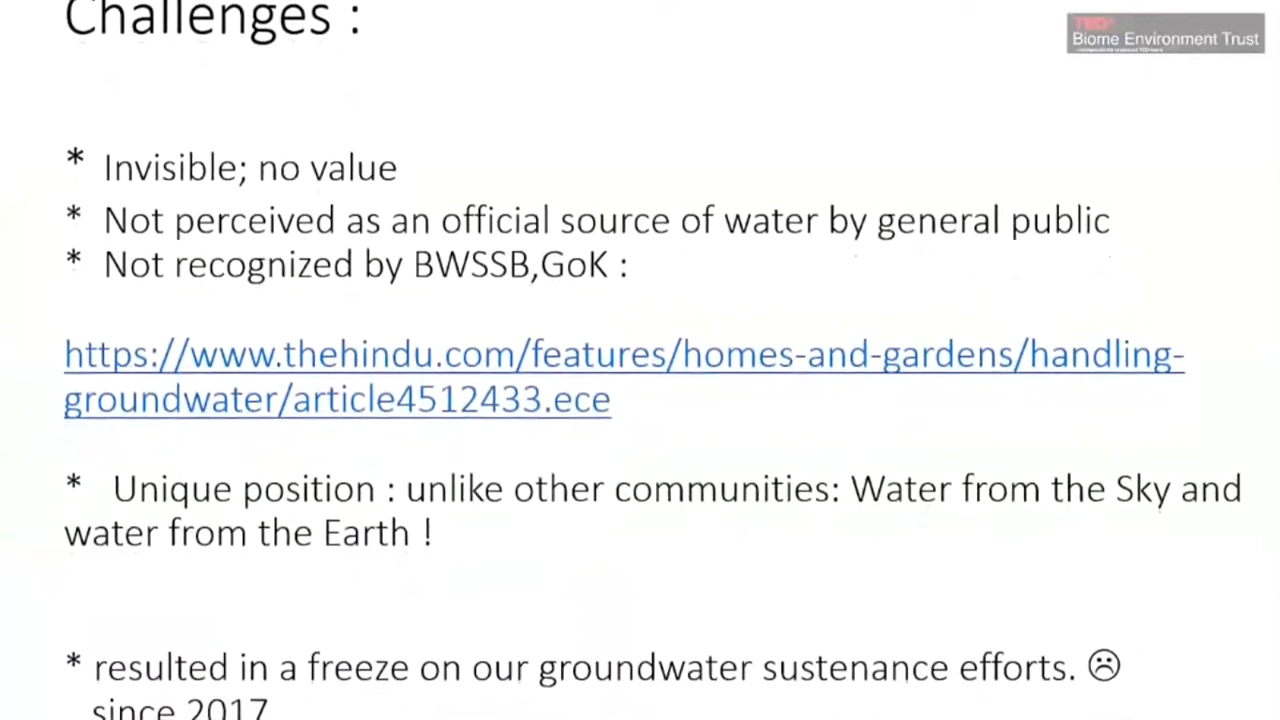 Challenges :
TEDx
Biome Environment Trust
* Invisible; no value
* Not perceived as an official source of water by general public
* Not recognized by BWSSB,GoK :
https://www.thehindu.com/features/homes-and-gardens/handling-
groundwater/article4512433.ece
* Unique position : unlike other communities: Water from the Sky and
water from the Earth !
* resulted in a freeze on our groundwater sustenance efforts. ☹
since 2017